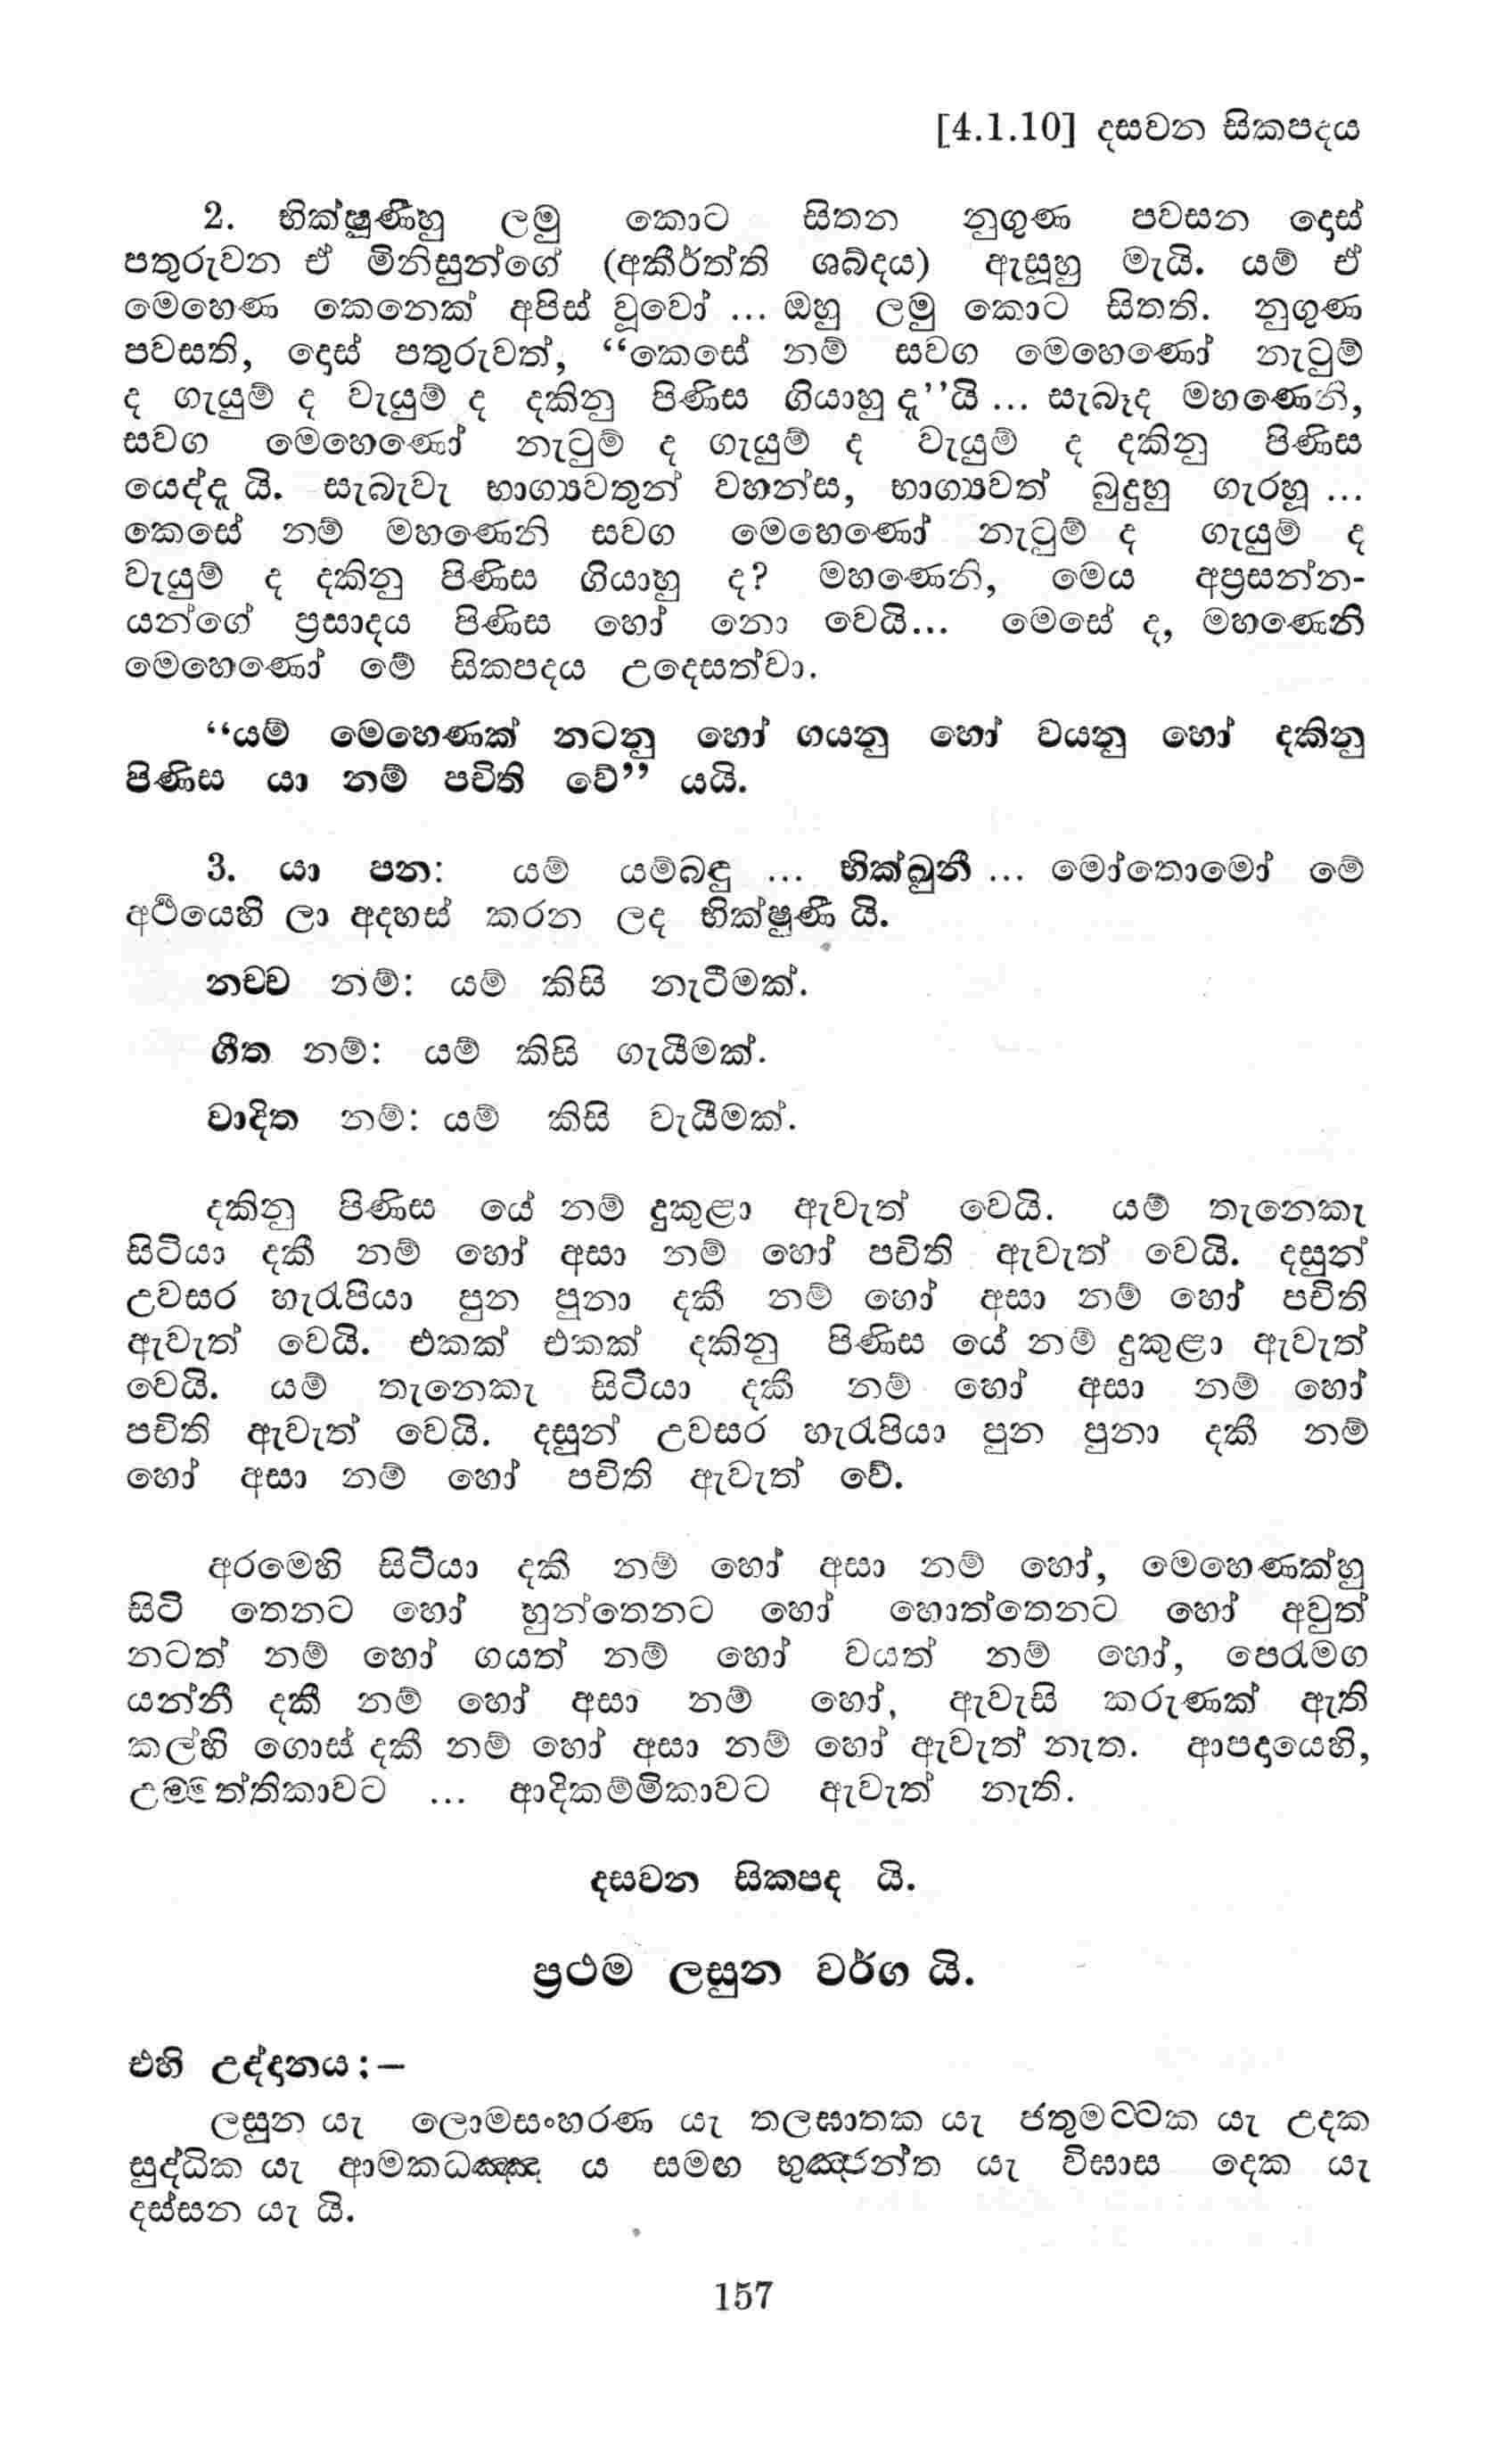 [4.1.10] දසවන සිකපදය
2. භික්ෂුණීහු ලමු කොට සිතන නුගුණ පවසන දෙස්
පතුරුවන ඒ මිනිසුන්ගේ (අකීර්ත්ති ශබ්දය) ඇසූහු මැයි. යම් ඒ
මෙහෙණ කෙනෙක් අපිස් වූවෝ ... ඔහු ලමු කොට සිතති. නුගුණ
පවසති, දොස් පතුරුවත්, “කෙසේ නම් සවග මෙහෙණෝ නැටුම්
ද ගැයුම් ද වැයුම් ද දකිනු පිණිස ගියාහු දැ”යි ... සැබෑද මහණෙනි,
සවග මෙහෙණෝ නැටුම් ද ගැයුම් ද වැයුම් ද දකිනු පිණිස
යෙද්දූ යි. සැබැවැ භාග්‍යවතුන් වහන්ස, භාග්‍යවත් බුදුහු ගැරහූ ...
කෙසේ නම් මහණෙනි සවග මෙහෙණෝ නැටුම් ද ගැයුම් ද
වැයුම් ද දකිනු පිණිස ගියාහු ද? මහණෙනි, මෙය අප්‍රසන්න-
යන්ගේ ප්‍රසාදය පිණිස හෝ නො වෙයි... මෙසේ ද, මහණෙනි
මෙහෙණෝ මේ සිකපදය උදෙසත්වා.
“යම් මෙහෙණක් නටනු හෝ ගයනු හෝ වයනු හෝ දකිනු
පිණිස යා නම් පචිති වේ” යයි.
3. යා පන: යම් යම්බඳු ... භික්ඛුනී ... මෝතොමෝ මේ
අර්‍ථයෙහි ලා අදහස් කරන ලද භික්ෂුණී යි.
නච්ච නම්: යම් කිසි නැටීමක්.
ගීත නම්: යම් කිසි ගැයීමක්.
වාදිත නම්: යම් කිසි වැයීමක්.
දකිනු පිණිස යේ නම් දුකුළා ඇවැත් වෙයි. යම් තැනෙකැ
සිටියා දකී නම් හෝ අසා නම් හෝ පචිති ඇවැත් වෙයි. දසුන්
උවසර හැරැපියා පුන පුනා දකී නම් හෝ අසා නම් හෝ පචිති
ඇවැත් වෙයි. එකක් එකක් දකිනු පිණිස යේ නම් දුකුළා ඇවැත්
වෙයි. යම් තැනෙකැ සිටියා දකී නම් හෝ අසා නම් හෝ
පචිති ඇවැත් වෙයි. දසුන් උවසර හැරැපියා පුන පුනා දකී නම්
හෝ අසා නම් හෝ පචිති ඇවැත් වේ.
අරමෙහි සිටියා දකී නම් හෝ අසා නම් හෝ, මෙහෙණක්හු
සිටි තෙනට හෝ හුන්තෙනට හෝ හොත්තෙනට හෝ අවුත්
නටත් නම් හෝ ගයත් නම් හෝ වයත් නම් හෝ, පෙරැමග
යන්නී දකී නම් හෝ අසා නම් හෝ, ඇවැසි කරුණක් ඇති
කල්හි ගොස් දකී නම් හෝ අසා නම් හෝ ඇවැත් නැත. ආපදායෙහි,
උම්මත්තිකාවට ... ආදිකම්මිකාවට ඇවැත් නැති.
දසවන සිකපද යි.
ප්‍රථම ලසුන වර්ග යි.
එහි උද්දානය :—
ලසුන යැ ලොමසංහරණ යැ තලඝාතක යැ ජතුමට්ටක යැ උදක
සුද්ධික යැ ආමකධඤ්ඤ ය සමඟ භුඤ්ජන්ත යැ විඝාස දෙක යැ
දස්සන යැ යි.
157